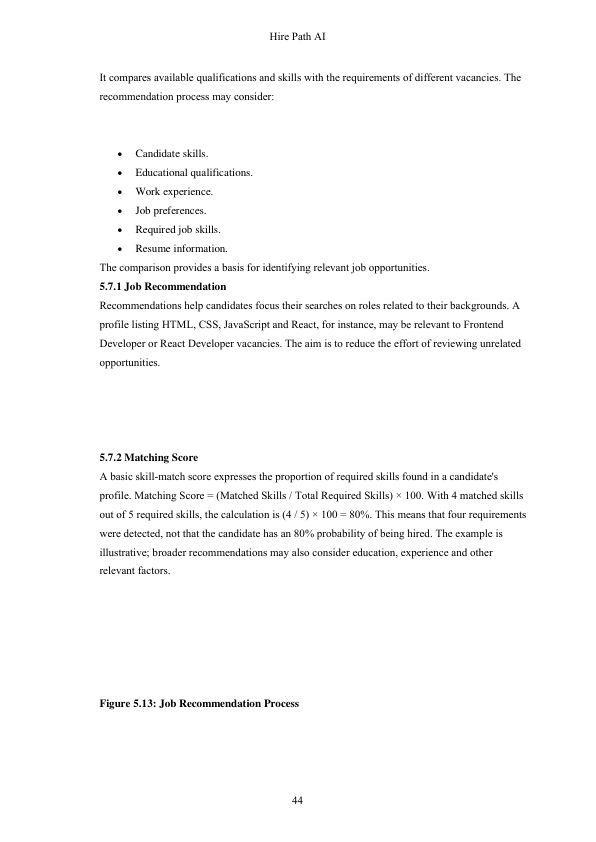 Hire Path AI
It compares available qualifications and skills with the requirements of different vacancies. The
recommendation process may consider:
• Candidate skills.
• Educational qualifications.
• Work experience.
• Job preferences.
• Required job skills.
• Resume information.
The comparison provides a basis for identifying relevant job opportunities.
5.7.1 Job Recommendation
Recommendations help candidates focus their searches on roles related to their backgrounds. A
profile listing HTML, CSS, JavaScript and React, for instance, may be relevant to Frontend
Developer or React Developer vacancies. The aim is to reduce the effort of reviewing unrelated
opportunities.
5.7.2 Matching Score
A basic skill-match score expresses the proportion of required skills found in a candidate's
profile. Matching Score = (Matched Skills / Total Required Skills) × 100. With 4 matched skills
out of 5 required skills, the calculation is (4 / 5) × 100 = 80%. This means that four requirements
were detected, not that the candidate has an 80% probability of being hired. The example is
illustrative; broader recommendations may also consider education, experience and other
relevant factors.
Figure 5.13: Job Recommendation Process
44